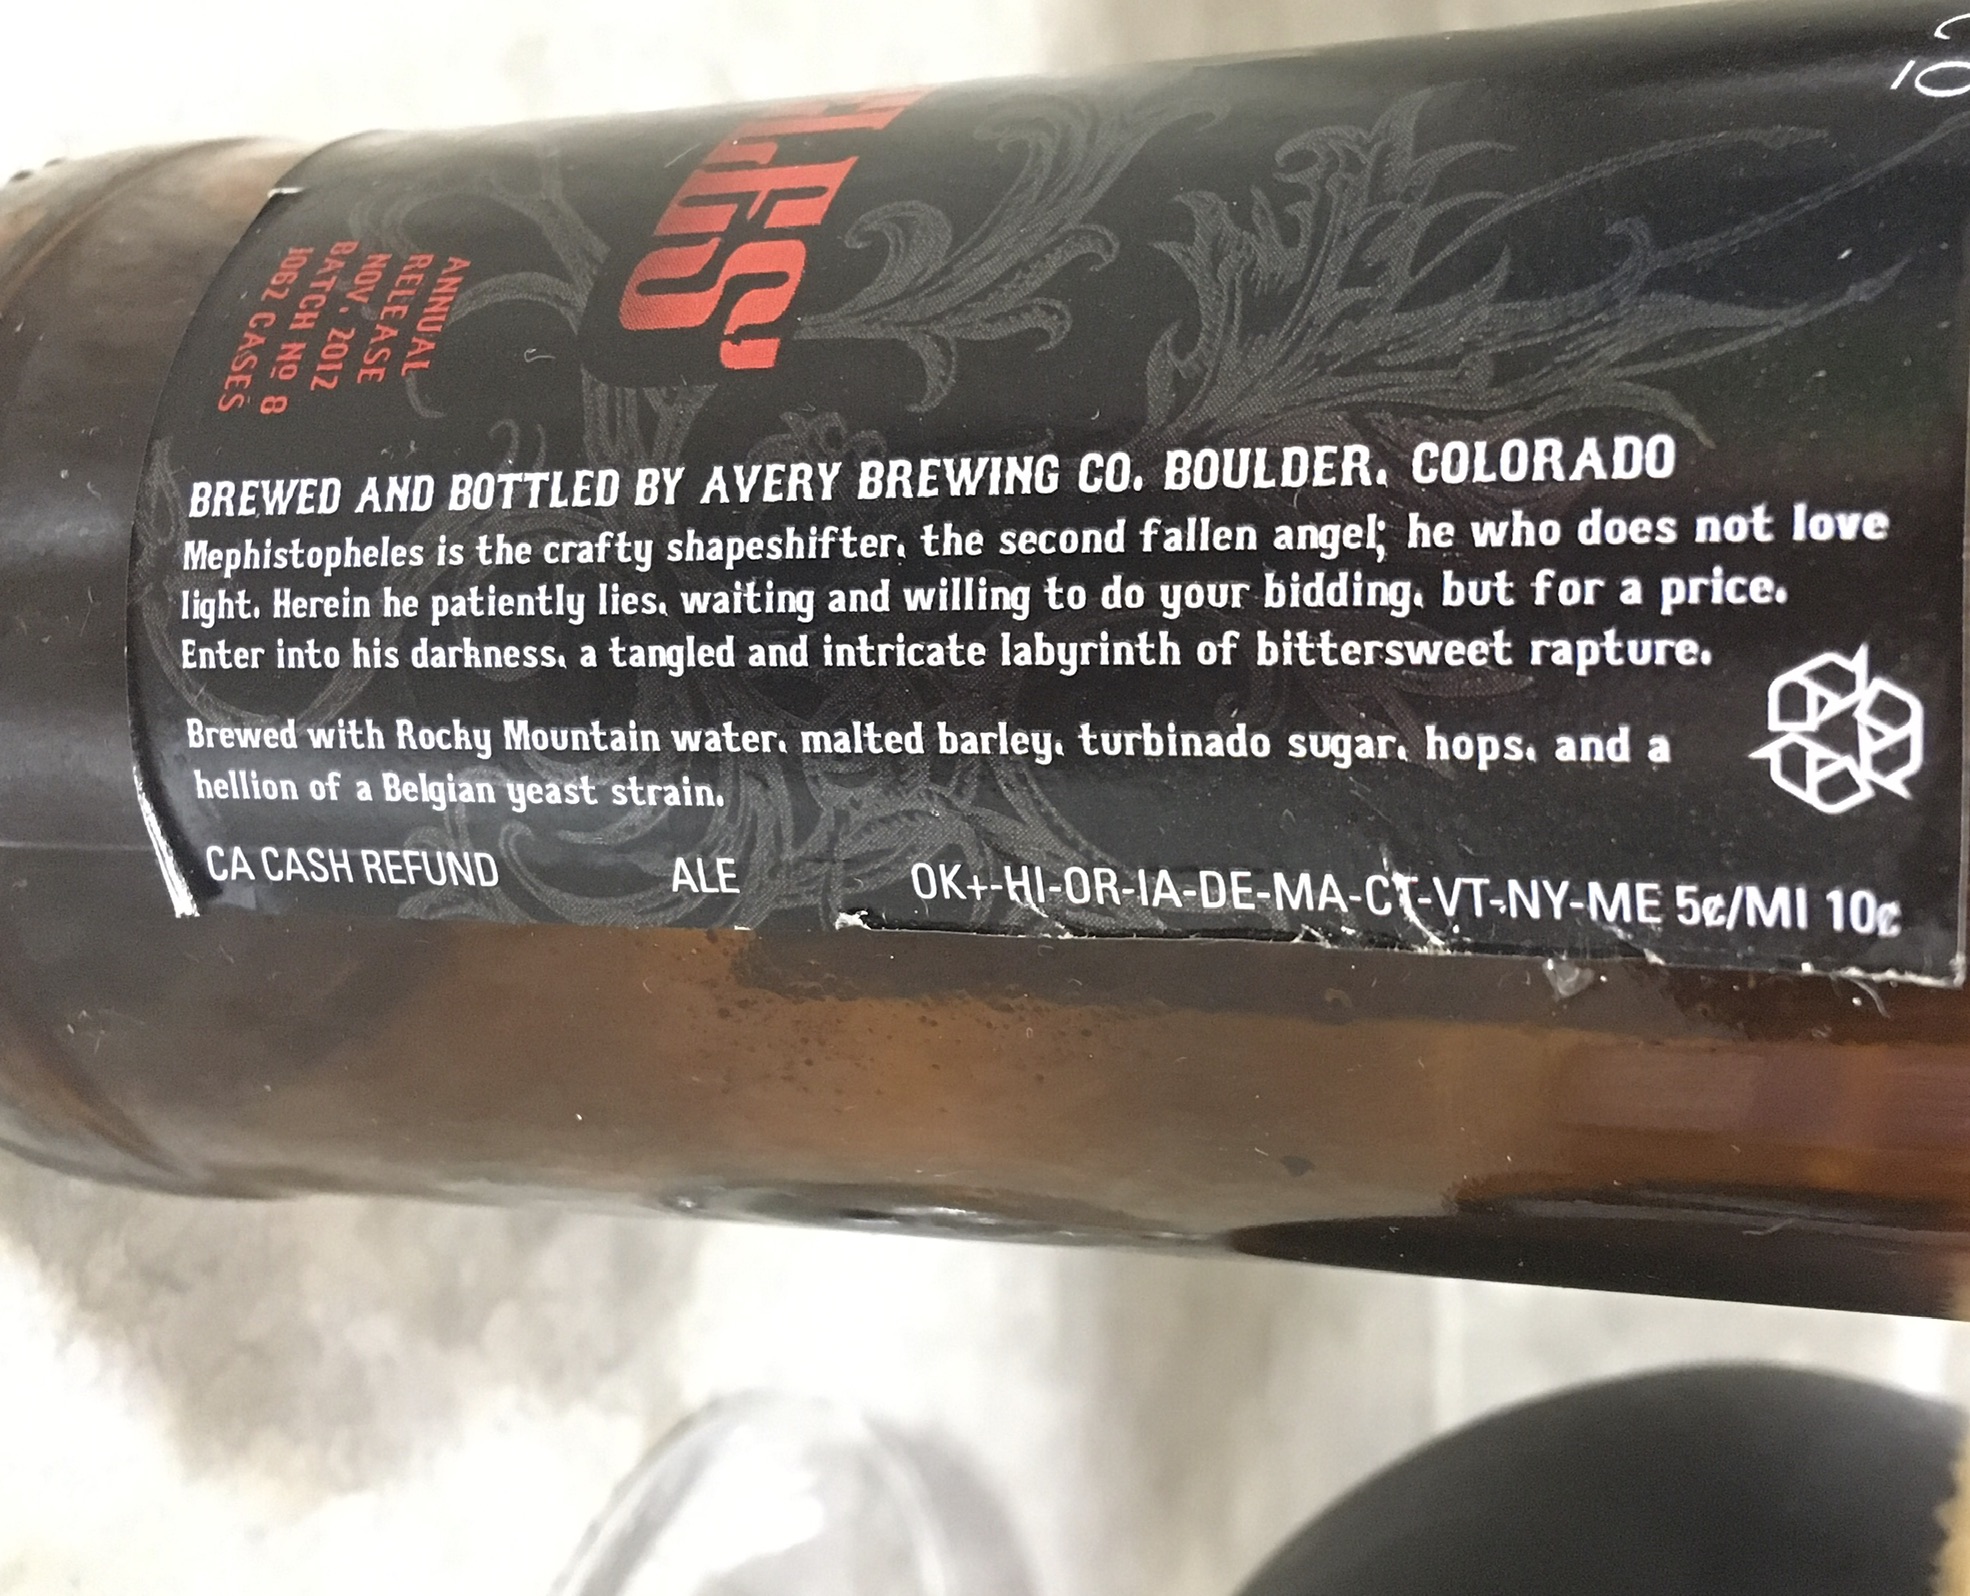 LES'
ANNUAL
RELEASE
NOV. 2012
BATCH Nº 8
1062 CASES
BREWED AND BOTTLED BY AVERY BREWING CO. BOULDER, COLORADO
Mephistopheles is the crafty shapeshifter, the second fallen angel; he who does not love
light. Herein he patiently lies, waiting and willing to do your bidding, but for a price.
Enter into his darkness, a tangled and intricate labyrinth of bittersweet rapture.
Brewed with Rocky Mountain water, malted barley, turbinado sugar, hops, and a
hellion of a Belgian yeast strain.
CA CASH REFUND ALE OK+-HI-OR-IA-DE-MA-CT-VT-NY-ME 5¢/MI 10¢